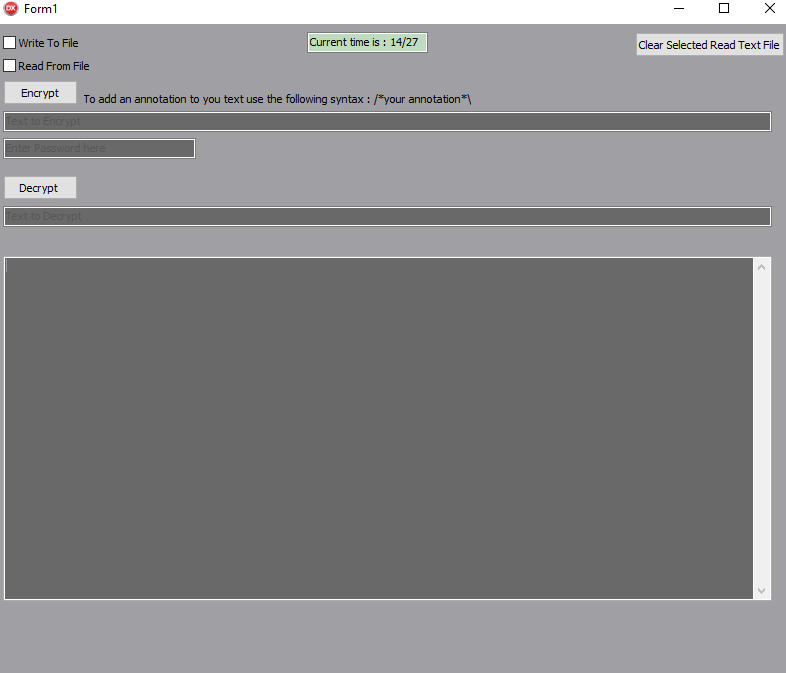 DX Form1
Write To File
Current time is : 14/27
Clear Selected Read Text File
Read From File
Encrypt
To add an annotation to you text use the following syntax : /*your annotation*\
Text to Encrypt
Enter Password here
Decrypt
Text to Decrypt